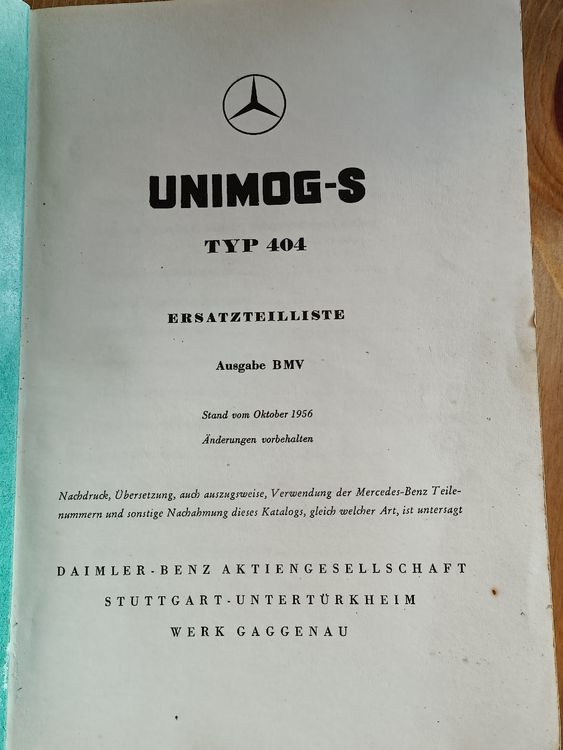 UNIMOG-S
TYP 404
ERSATZTEILLISTE
Ausgabe BMV
Stand vom Oktober 1956
Änderungen vorbehalten
Nachdruck, Übersetzung, auch auszugsweise, Verwendung der Mercedes-Benz Teile-
nummern und sonstige Nachahmung dieses Katalogs, gleich welcher Art, ist untersagt
DAIMLER-BENZ AKTIENGESELLSCHAFT
STUTTGART-UNTERTÜRKHEIM
WERK GAGGENAU